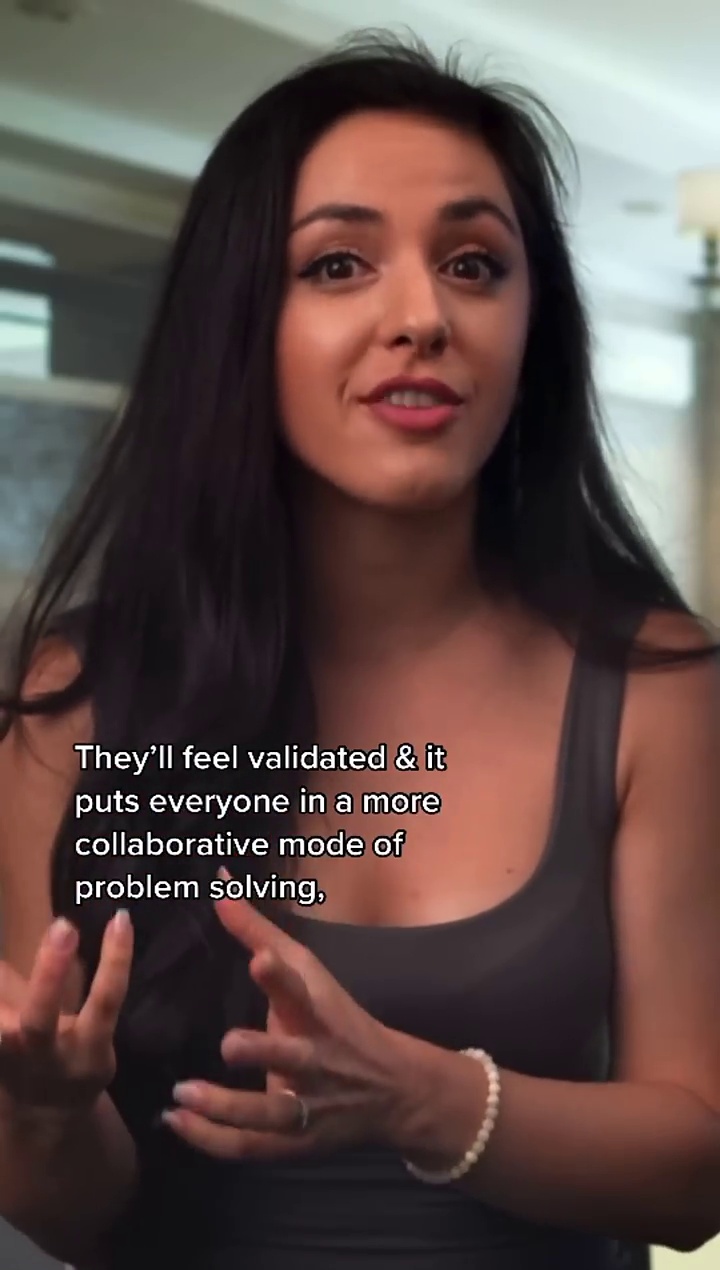 They’ll feel validated & it
puts everyone in a more
collaborative mode of
problem solving,